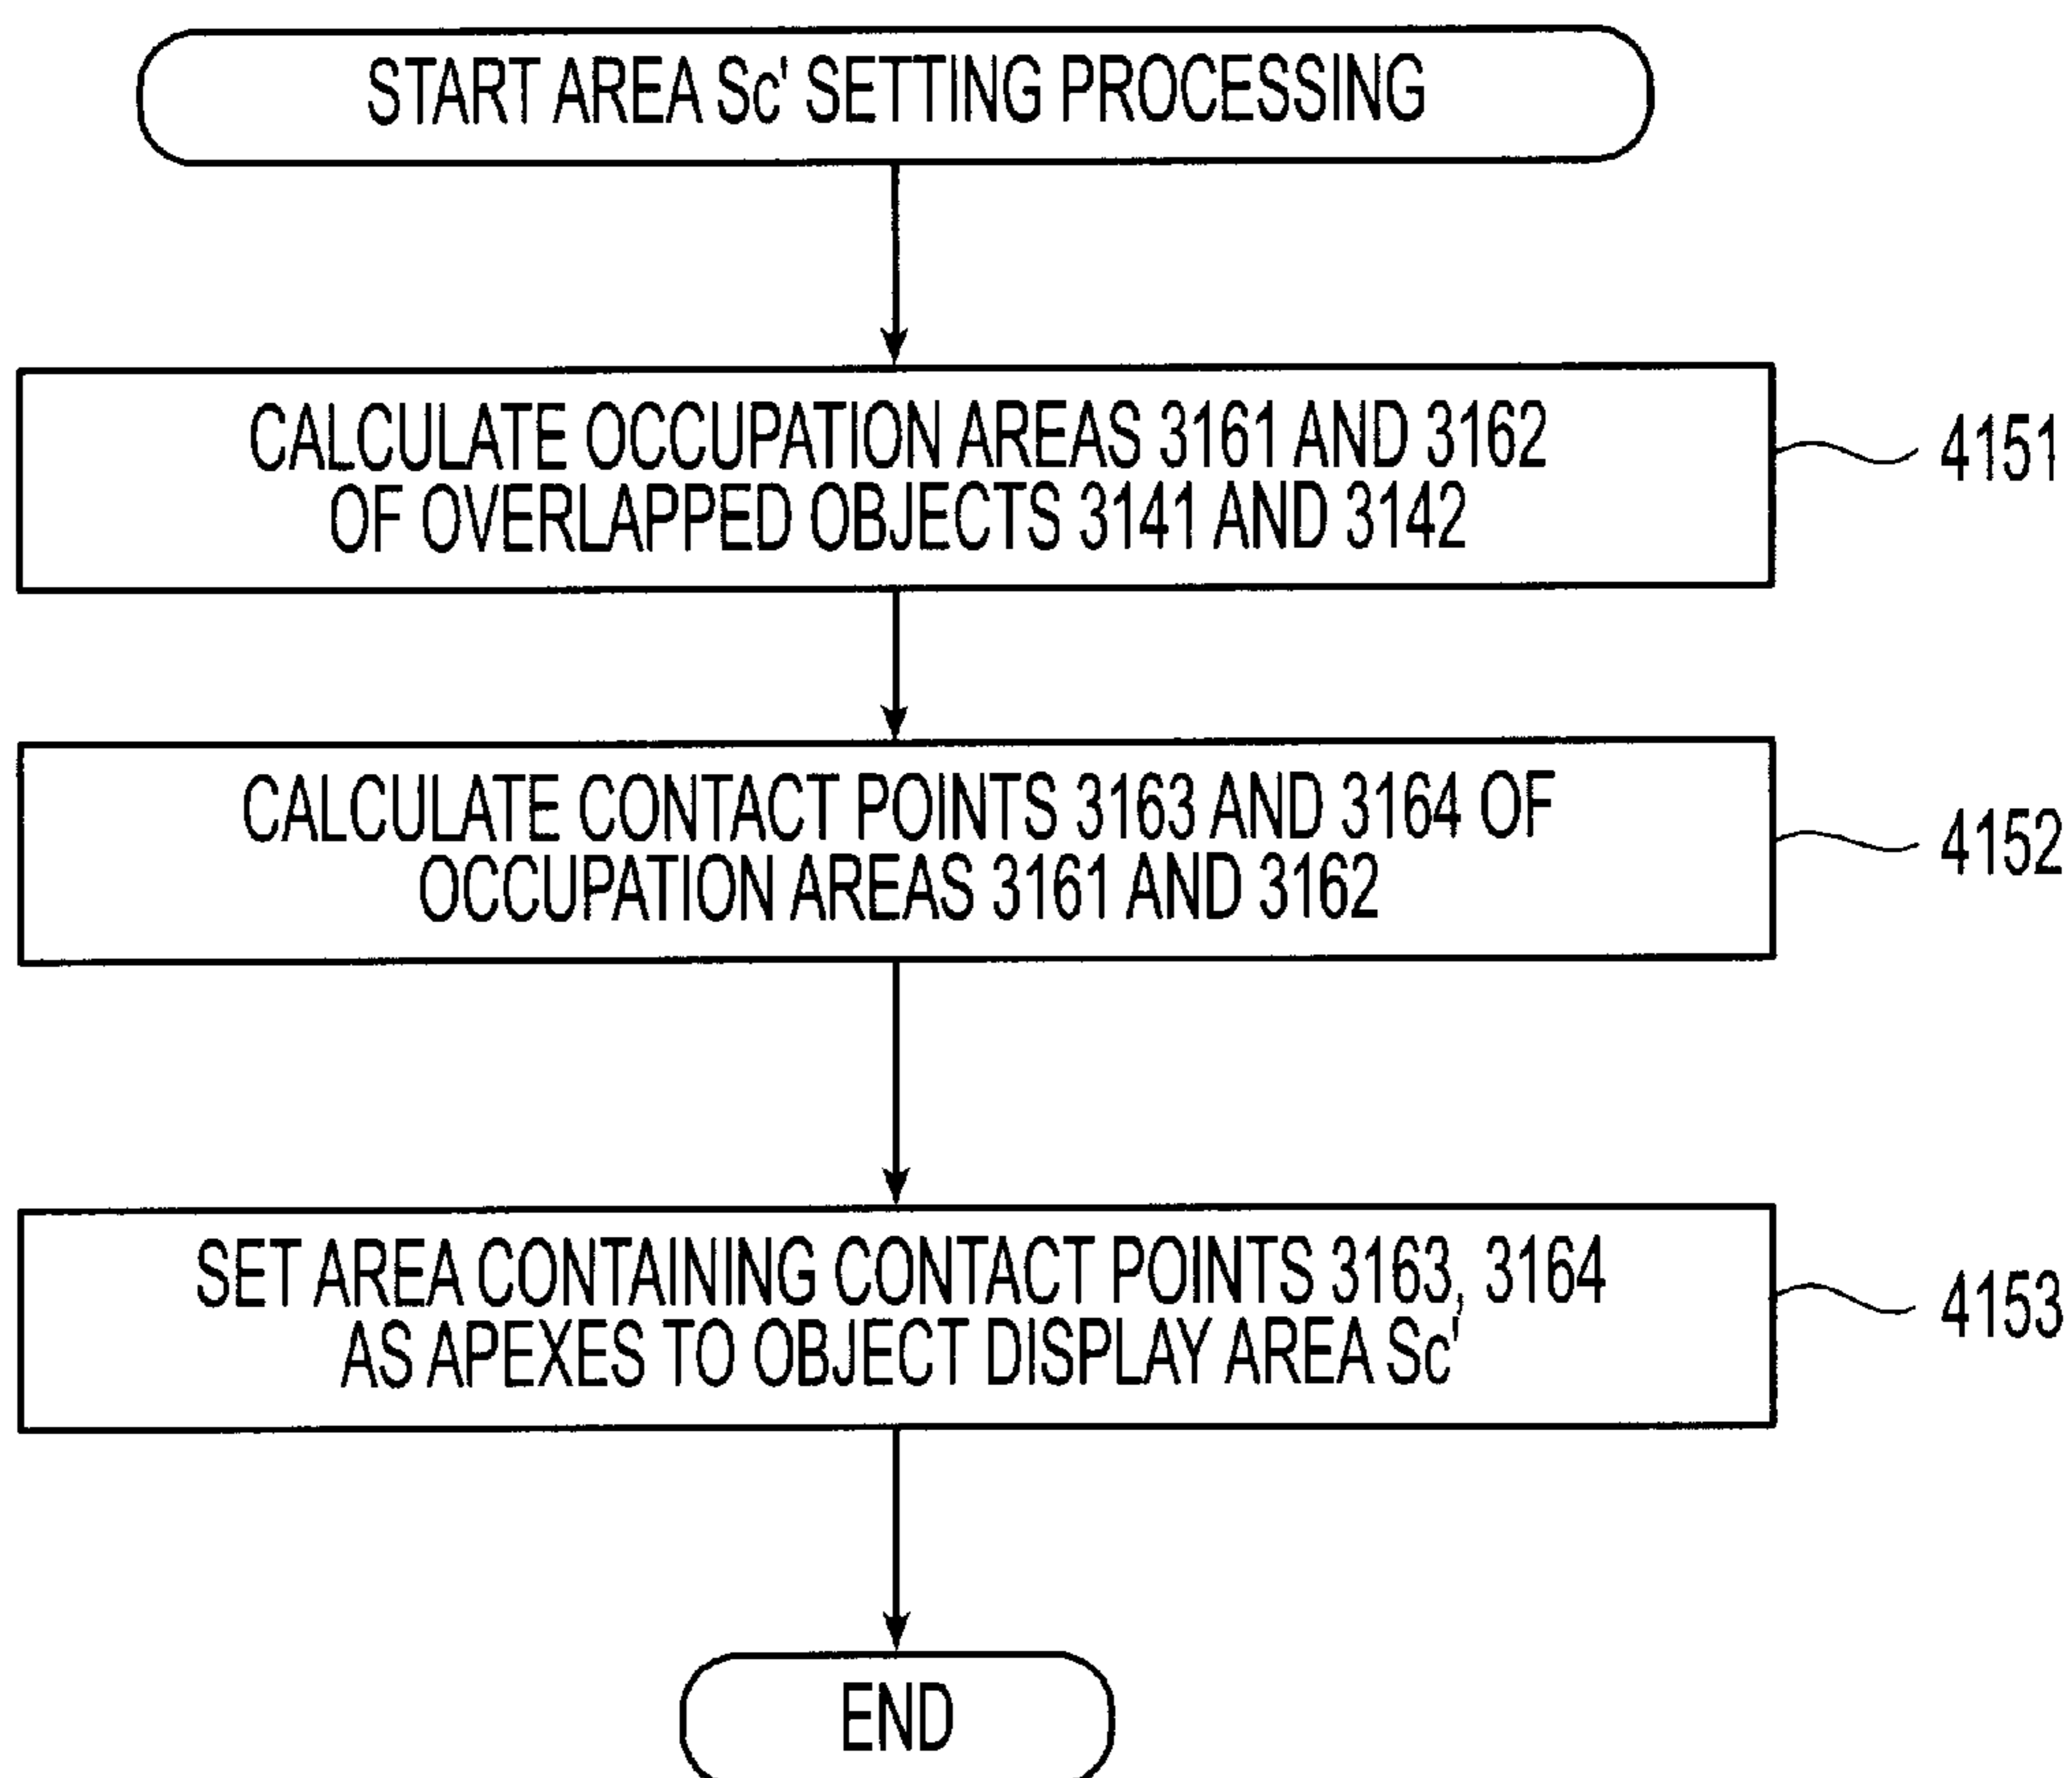 START AREA Sc' SETTING PROCESSING
CALCULATE OCCUPATION AREAS 3161 AND 3162
OF OVERLAPPED OBJECTS 3141 AND 3142
4151
CALCULATE CONTACT POINTS 3163 AND 3164 OF
OCCUPATION AREAS 3161 AND 3162
4152
SET AREA CONTAINING CONTACT POINTS 3163, 3164
AS APEXES TO OBJECT DISPLAY AREA Sc'
4153
END